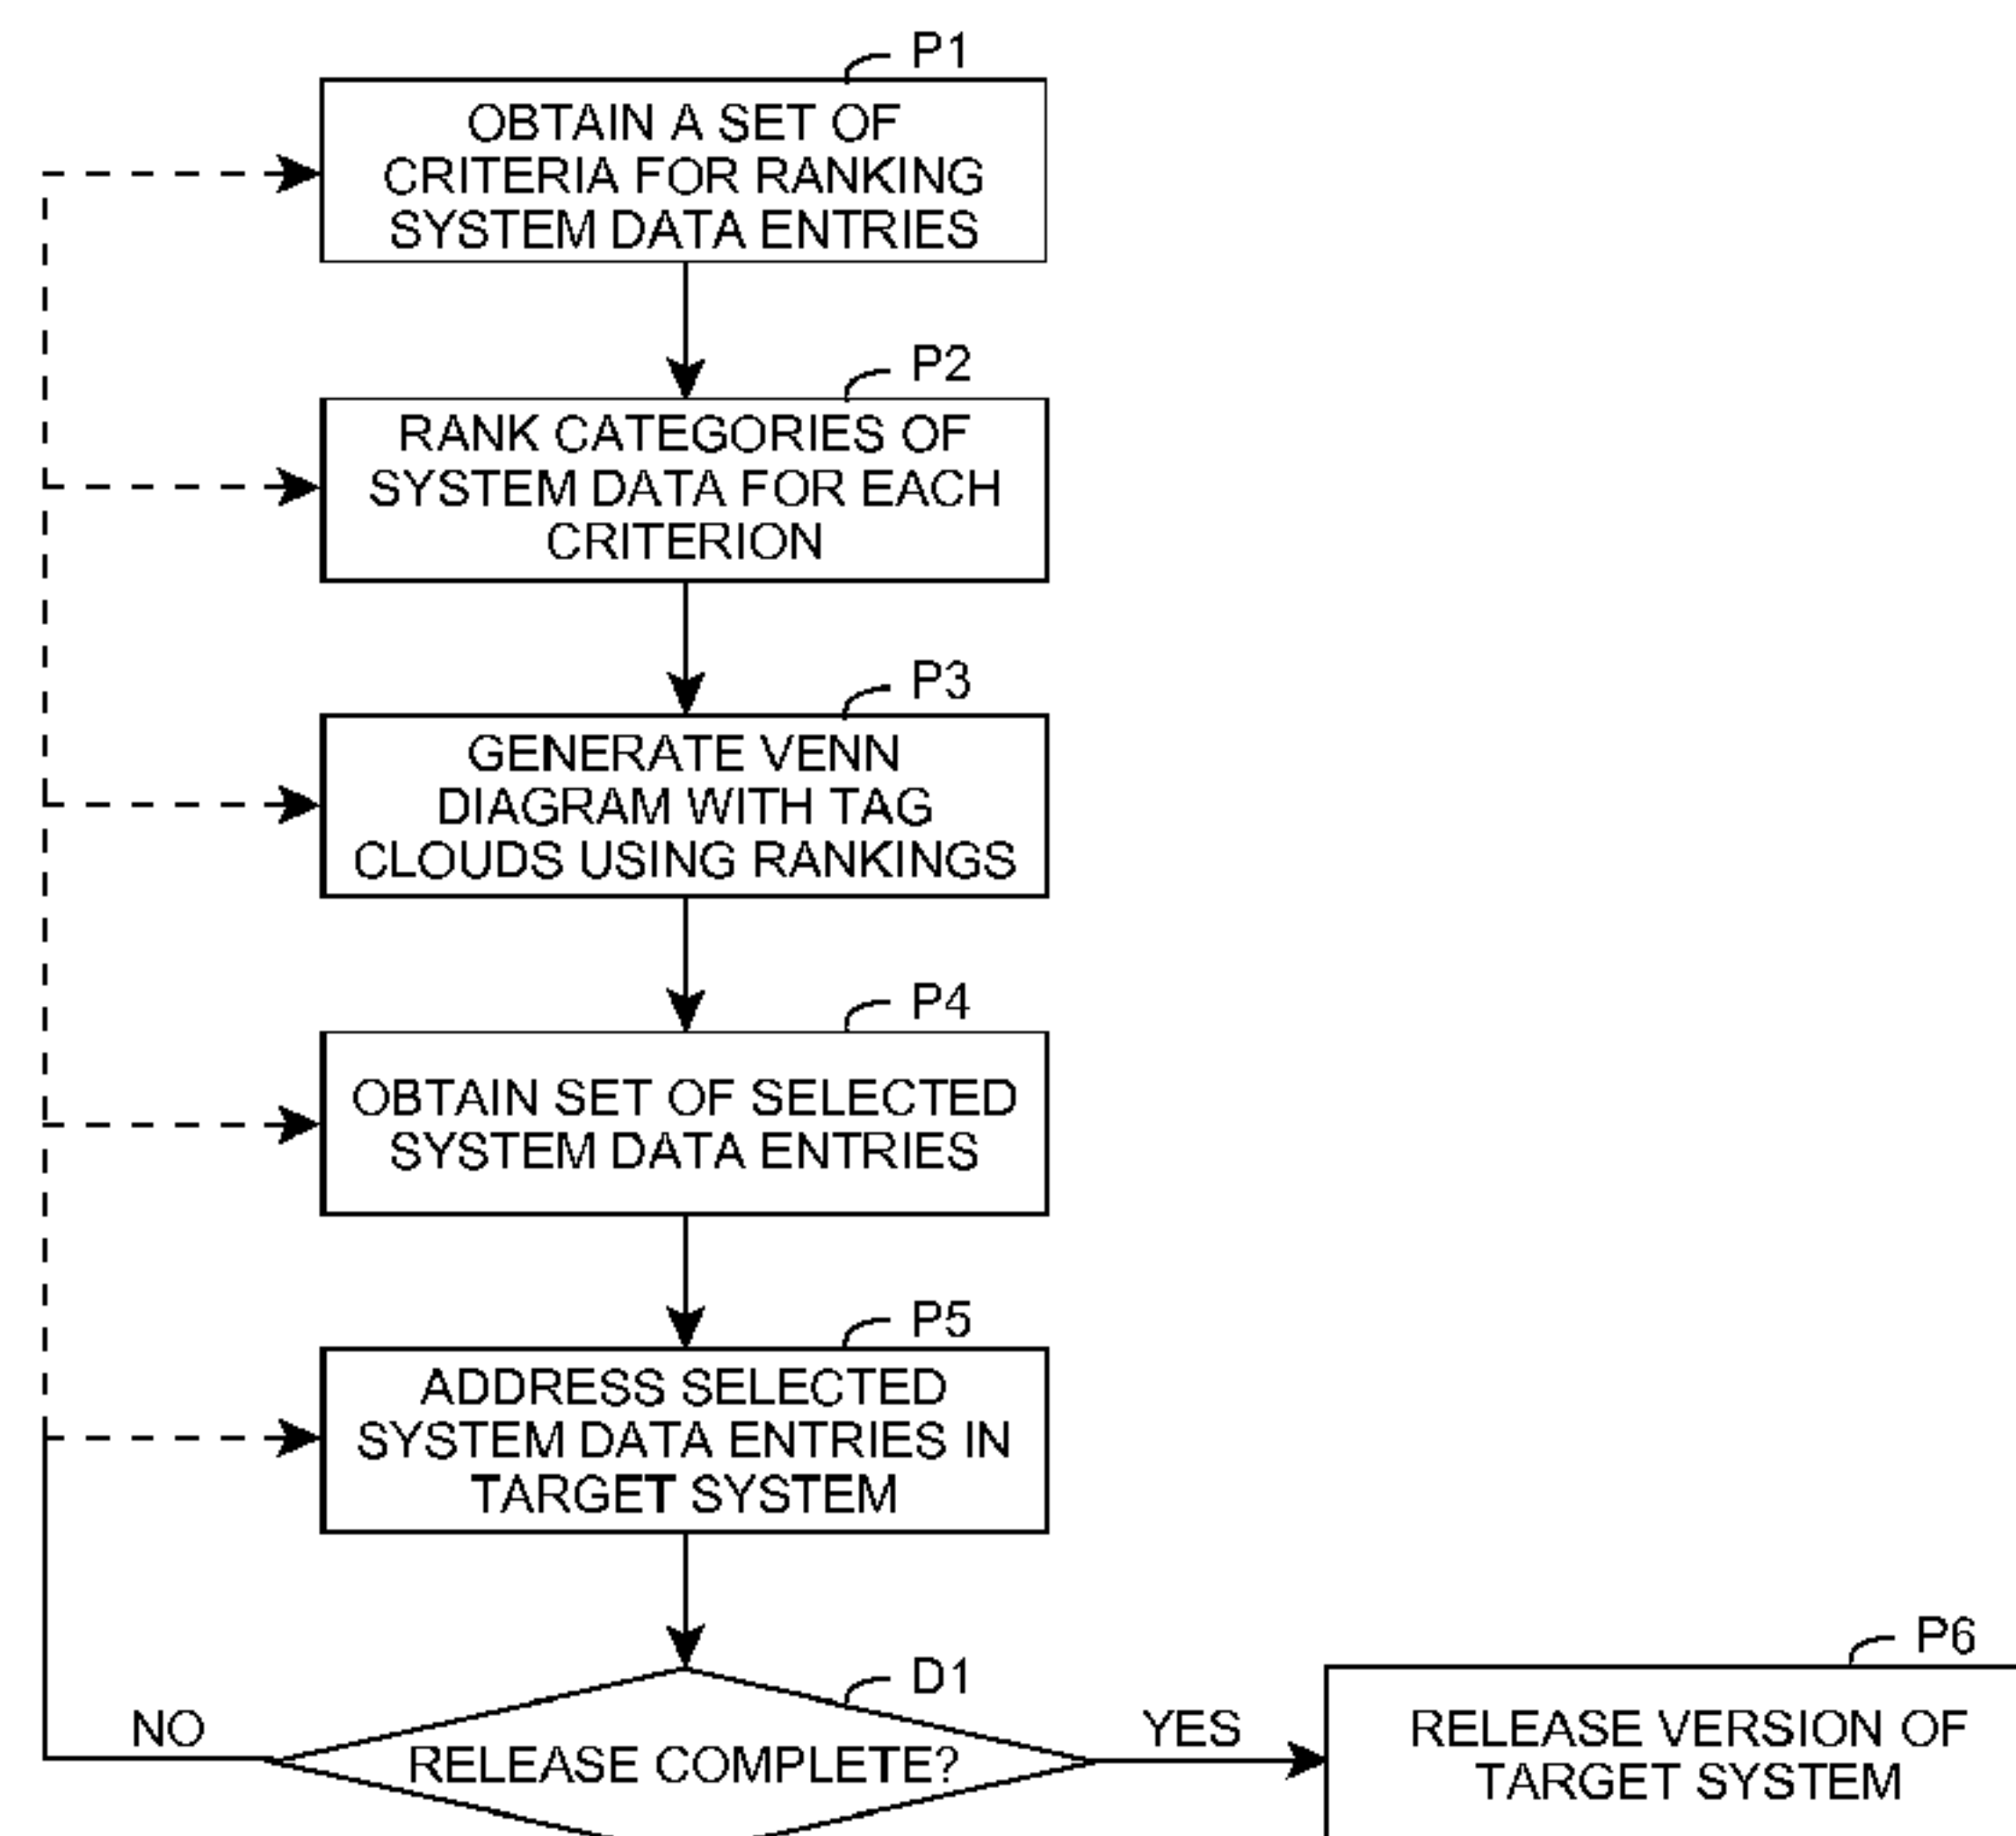 P1
OBTAIN A SET OF
CRITERIA FOR RANKING
SYSTEM DATA ENTRIES
P2
RANK CATEGORIES OF
SYSTEM DATA FOR EACH
CRITERION
P3
GENERATE VENN
DIAGRAM WITH TAG
CLOUDS USING RANKINGS
P4
OBTAIN SET OF SELECTED
SYSTEM DATA ENTRIES
P5
ADDRESS SELECTED
SYSTEM DATA ENTRIES IN
TARGET SYSTEM
D1
NO
RELEASE COMPLETE?
YES
P6
RELEASE VERSION OF
TARGET SYSTEM